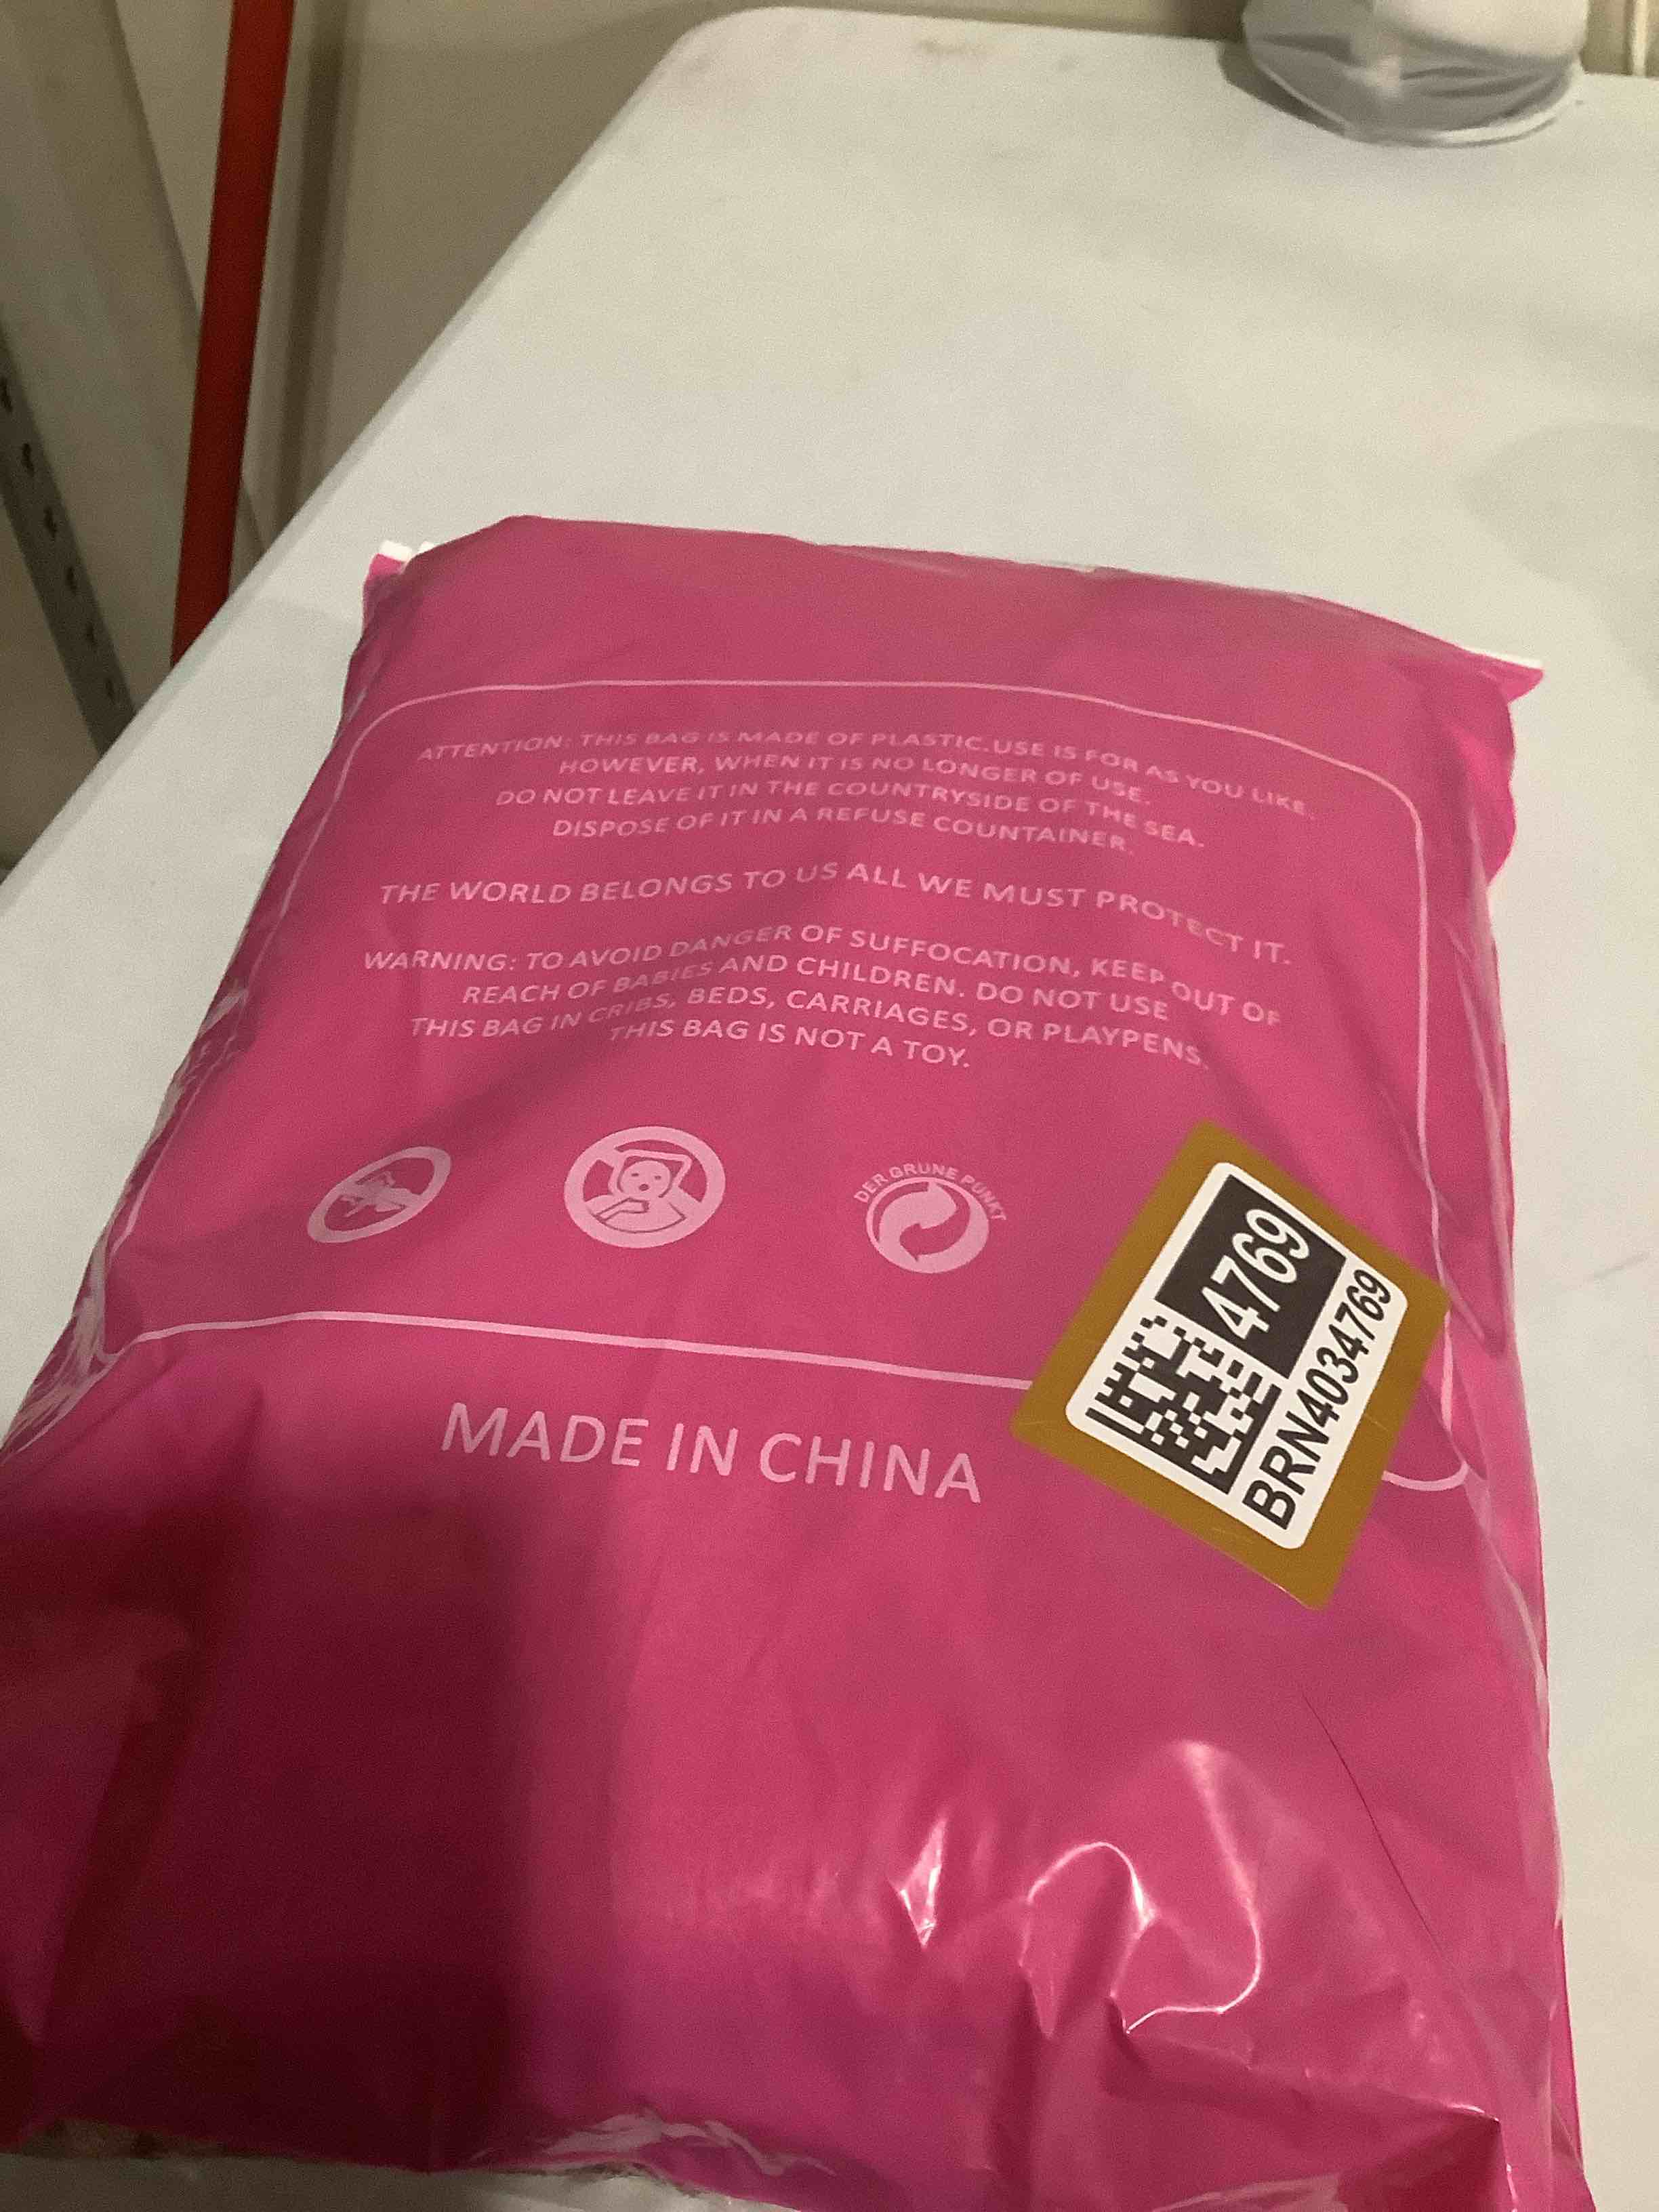 ATTENTION: THIS BAG IS MADE OF PLASTIC.USE IS FOR AS YOU LIKE.
HOWEVER, WHEN IT IS NO LONGER OF USE.
DO NOT LEAVE IT IN THE COUNTRYSIDE OF THE SEA.
DISPOSE OF IT IN A REFUSE COUNTAINER.
THE WORLD BELONGS TO US ALL WE MUST PROTECT IT.
WARNING: TO AVOID DANGER OF SUFFOCATION, KEEP OUT OF
REACH OF BABIES AND CHILDREN. DO NOT USE
THIS BAG IN CRIBS, BEDS, CARRIAGES, OR PLAYPENS.
THIS BAG IS NOT A TOY.
DER GRUNE PUNKT
4769
BRN4034769
MADE IN CHINA